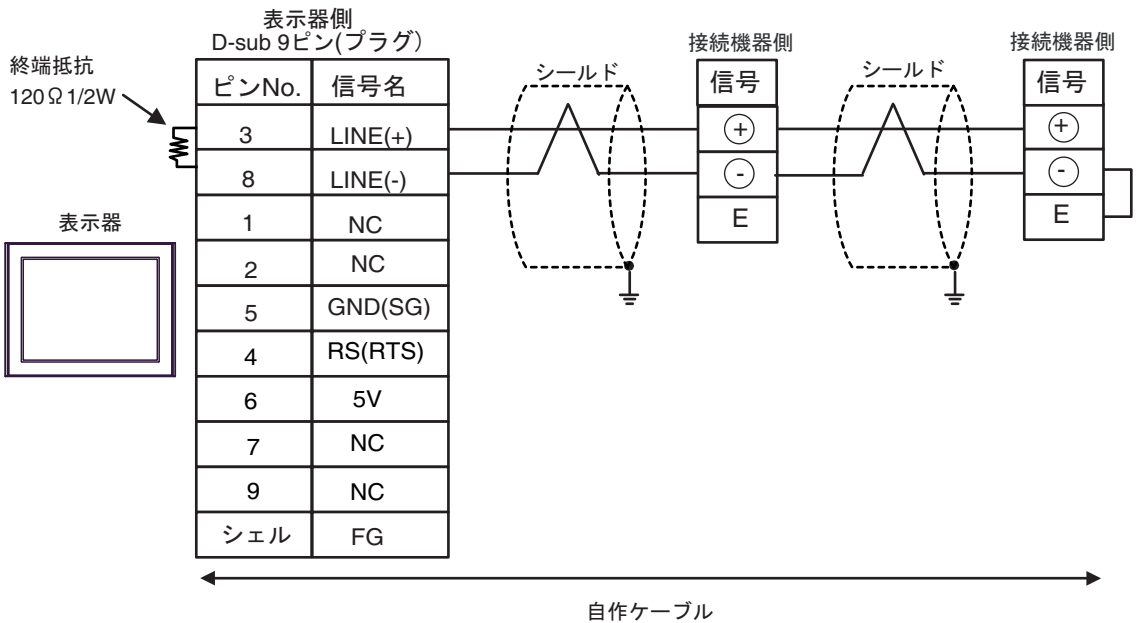 表示器側
D-sub 9ピン(プラグ)
終端抵抗
120Ω1/2W
ピンNo. 信号名
3 LINE(+)
8 LINE(-)
1 NC
2 NC
5 GND(SG)
4 RS(RTS)
6 5V
7 NC
9 NC
シェル FG
表示器
シールド
接続機器側
信号
+
-
E
シールド
接続機器側
信号
+
-
E
自作ケーブル